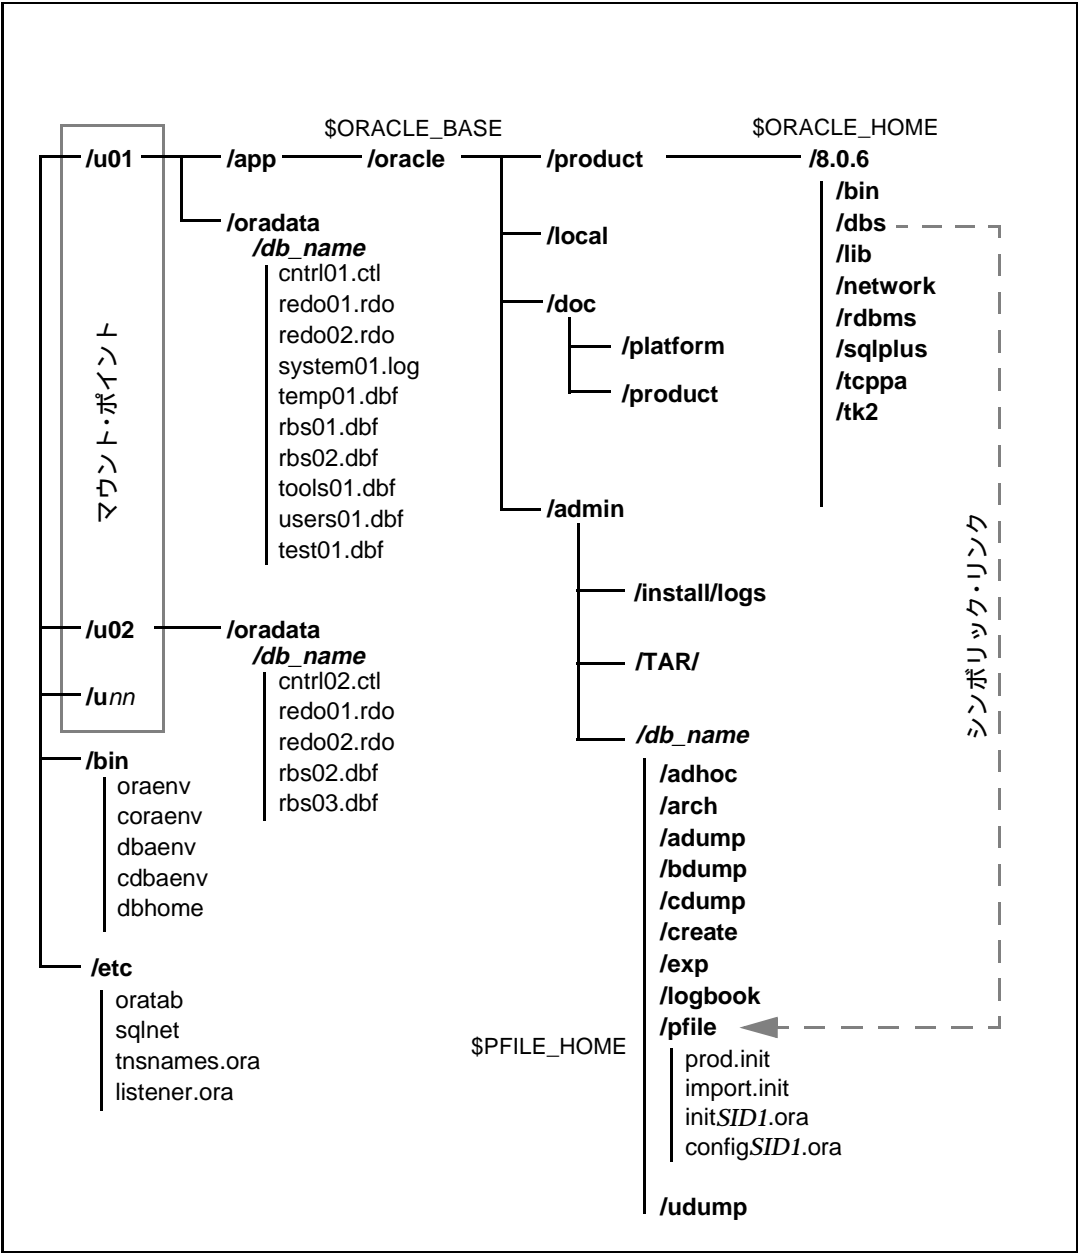 $ORACLE_BASE
$ORACLE_HOME
/u01
/app
/oracle
/product
/8.0.6
/bin
/dbs
/lib
/network
/rdbms
/sqlplus
/tcppa
/tk2
/oradata
/db_name
cntrl01.ctl
redo01.rdo
redo02.rdo
system01.log
temp01.dbf
rbs01.dbf
rbs02.dbf
tools01.dbf
users01.dbf
test01.dbf
/local
/doc
/platform
/product
/admin
/install/logs
/TAR/
/db_name
/adhoc
/arch
/adump
/bdump
/cdump
/create
/exp
/logbook
/pfile
$PFILE_HOME
prod.init
import.init
initSID1.ora
configSID1.ora
/udump
マウント・ポイント
シンボリック・リンク
/u02
/oradata
/db_name
cntrl02.ctl
redo01.rdo
redo02.rdo
rbs02.dbf
rbs03.dbf
/unn
/bin
oraenv
coraenv
dbaenv
cdbaenv
dbhome
/etc
oratab
sqlnet
tnsnames.ora
listener.ora